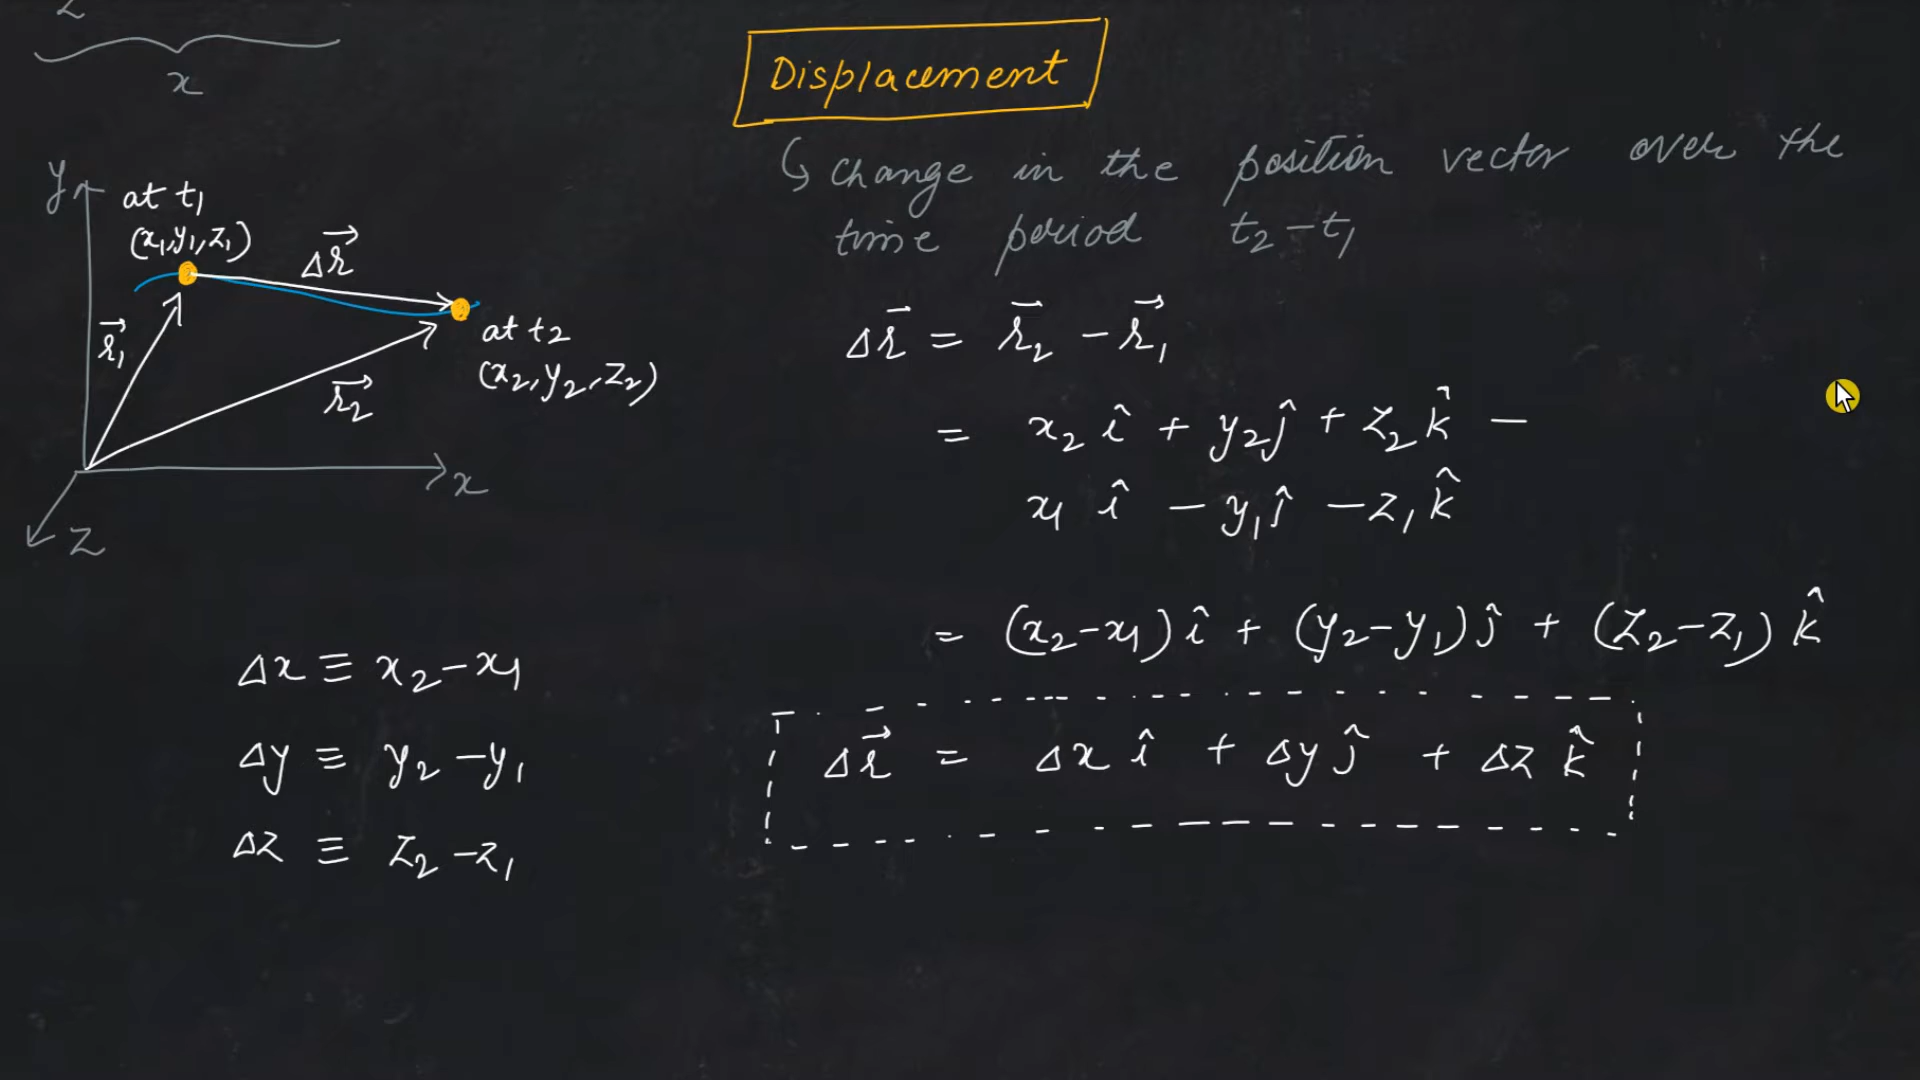 x
Displacement
change in the position vector over the
time period t₂-t₁
y
at t₁
(x₁,y₁,z₁)
Δr⃗
r⃗₁
r⃗₂
at t₂
(x₂,y₂,z₂)
x
z
Δr⃗ = r⃗₂ - r⃗₁
= x₂ î + y₂ ĵ + z₂ k̂ -
x₁ î - y₁ ĵ - z₁ k̂
= (x₂-x₁) î + (y₂-y₁) ĵ + (z₂-z₁) k̂
Δr⃗ = Δx î + Δy ĵ + Δz k̂
Δx ≡ x₂-x₁
Δy ≡ y₂-y₁
Δz ≡ z₂-z₁